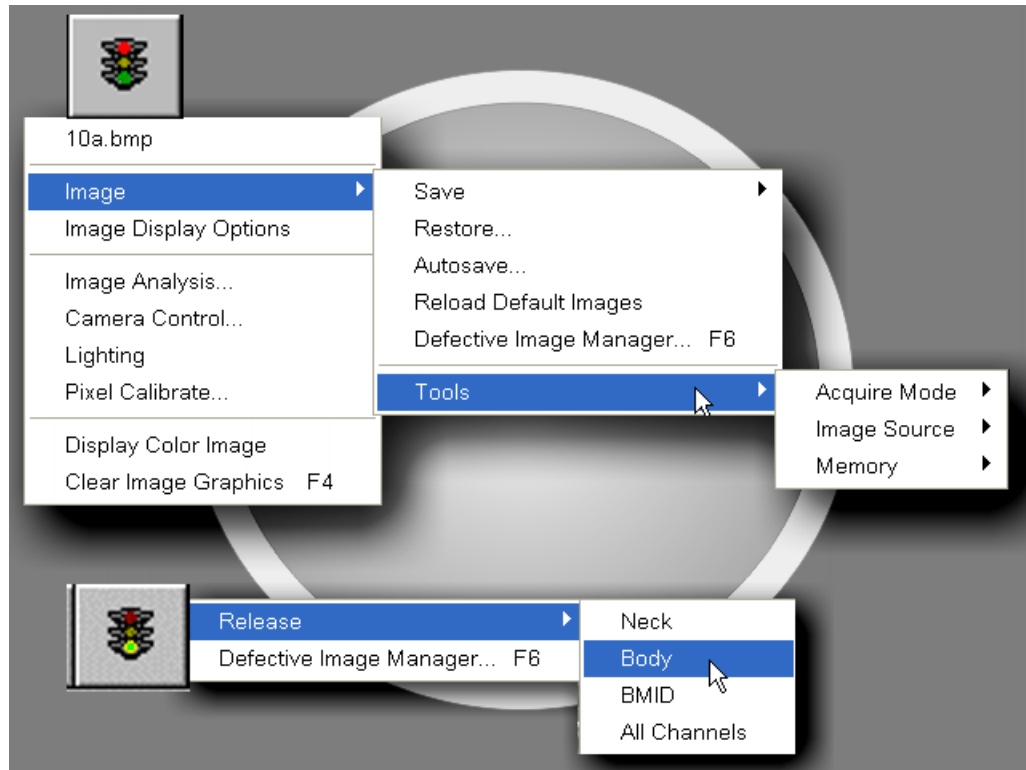 10a.bmp
Image
Image Display Options
Image Analysis...
Camera Control...
Lighting
Pixel Calibrate...
Display Color Image
Clear Image Graphics F4
Save
Restore...
Autosave...
Reload Default Images
Defective Image Manager... F6
Tools
Acquire Mode
Image Source
Memory
Release
Defective Image Manager... F6
Neck
Body
BMID
All Channels